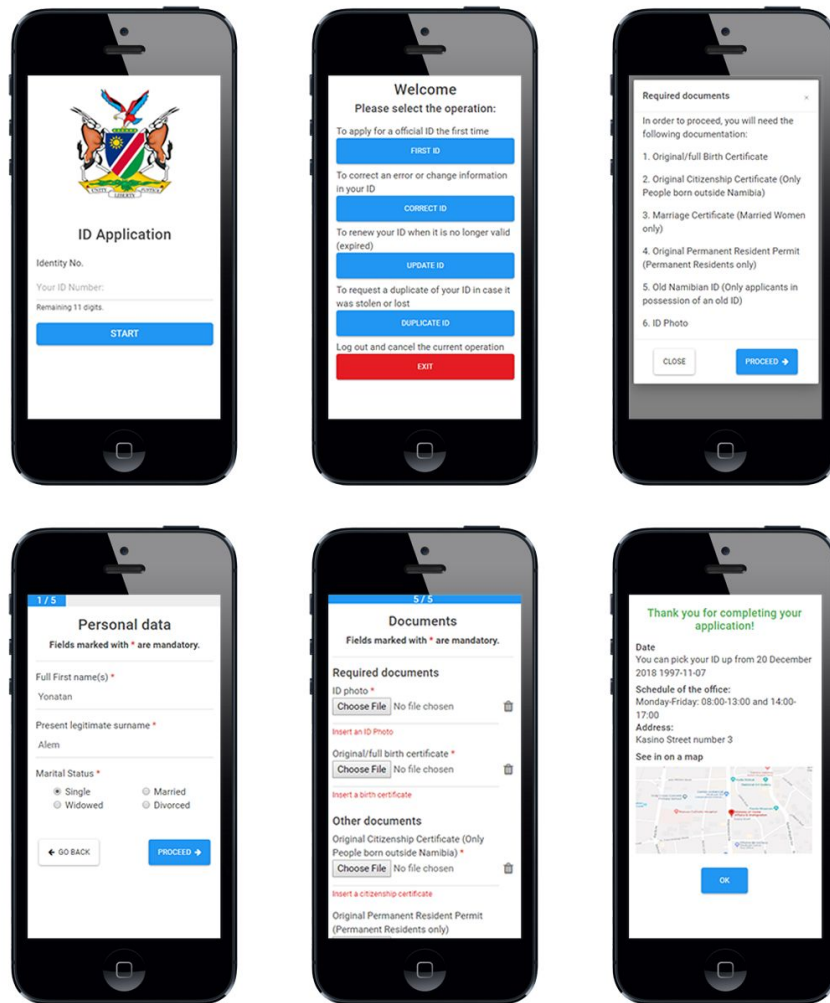 UNITY LIBERTY JUSTICE
ID Application
Identity No.
Your ID Number:
Remaining 11 digits.
START
Welcome
Please select the operation:
To apply for a official ID the first time
FIRST ID
To correct an error or change information
in your ID
CORRECT ID
To renew your ID when it is no longer valid
(expired)
UPDATE ID
To request a duplicate of your ID in case it
was stolen or lost
DUPLICATE ID
Log out and cancel the current operation
EXIT
Required documents ×
In order to proceed, you will need the
following documentation:
1. Original/full Birth Certificate
2. Original Citizenship Certificate (Only
People born outside Namibia)
3. Marriage Certificate (Married Women
only)
4. Original Permanent Resident Permit
(Permanent Residents only)
5. Old Namibian ID (Only applicants in
possession of an old ID)
6. ID Photo
CLOSE PROCEED →
1 / 5
Personal data
Fields marked with * are mandatory.
Full First name(s) *
Yonatan
Present legitimate surname *
Alem
Marital Status *
Single Married
Widowed Divorced
← GO BACK PROCEED →
5 / 5
Documents
Fields marked with * are mandatory.
Required documents
ID photo *
Choose File No file chosen
Insert an ID Photo
Original/full birth certificate *
Choose File No file chosen
Insert a birth certificate
Other documents
Original Citizenship Certificate (Only
People born outside Namibia) *
Choose File No file chosen
Insert a citizenship certificate
Original Permanent Resident Permit
(Permanent Residents only)
Thank you for completing your
application!
Date
You can pick your ID up from 20 December
2018 1997-11-07
Schedule of the office:
Monday-Friday: 08:00-13:00 and 14:00-
17:00
Address:
Kasino Street number 3
See in on a map
OK